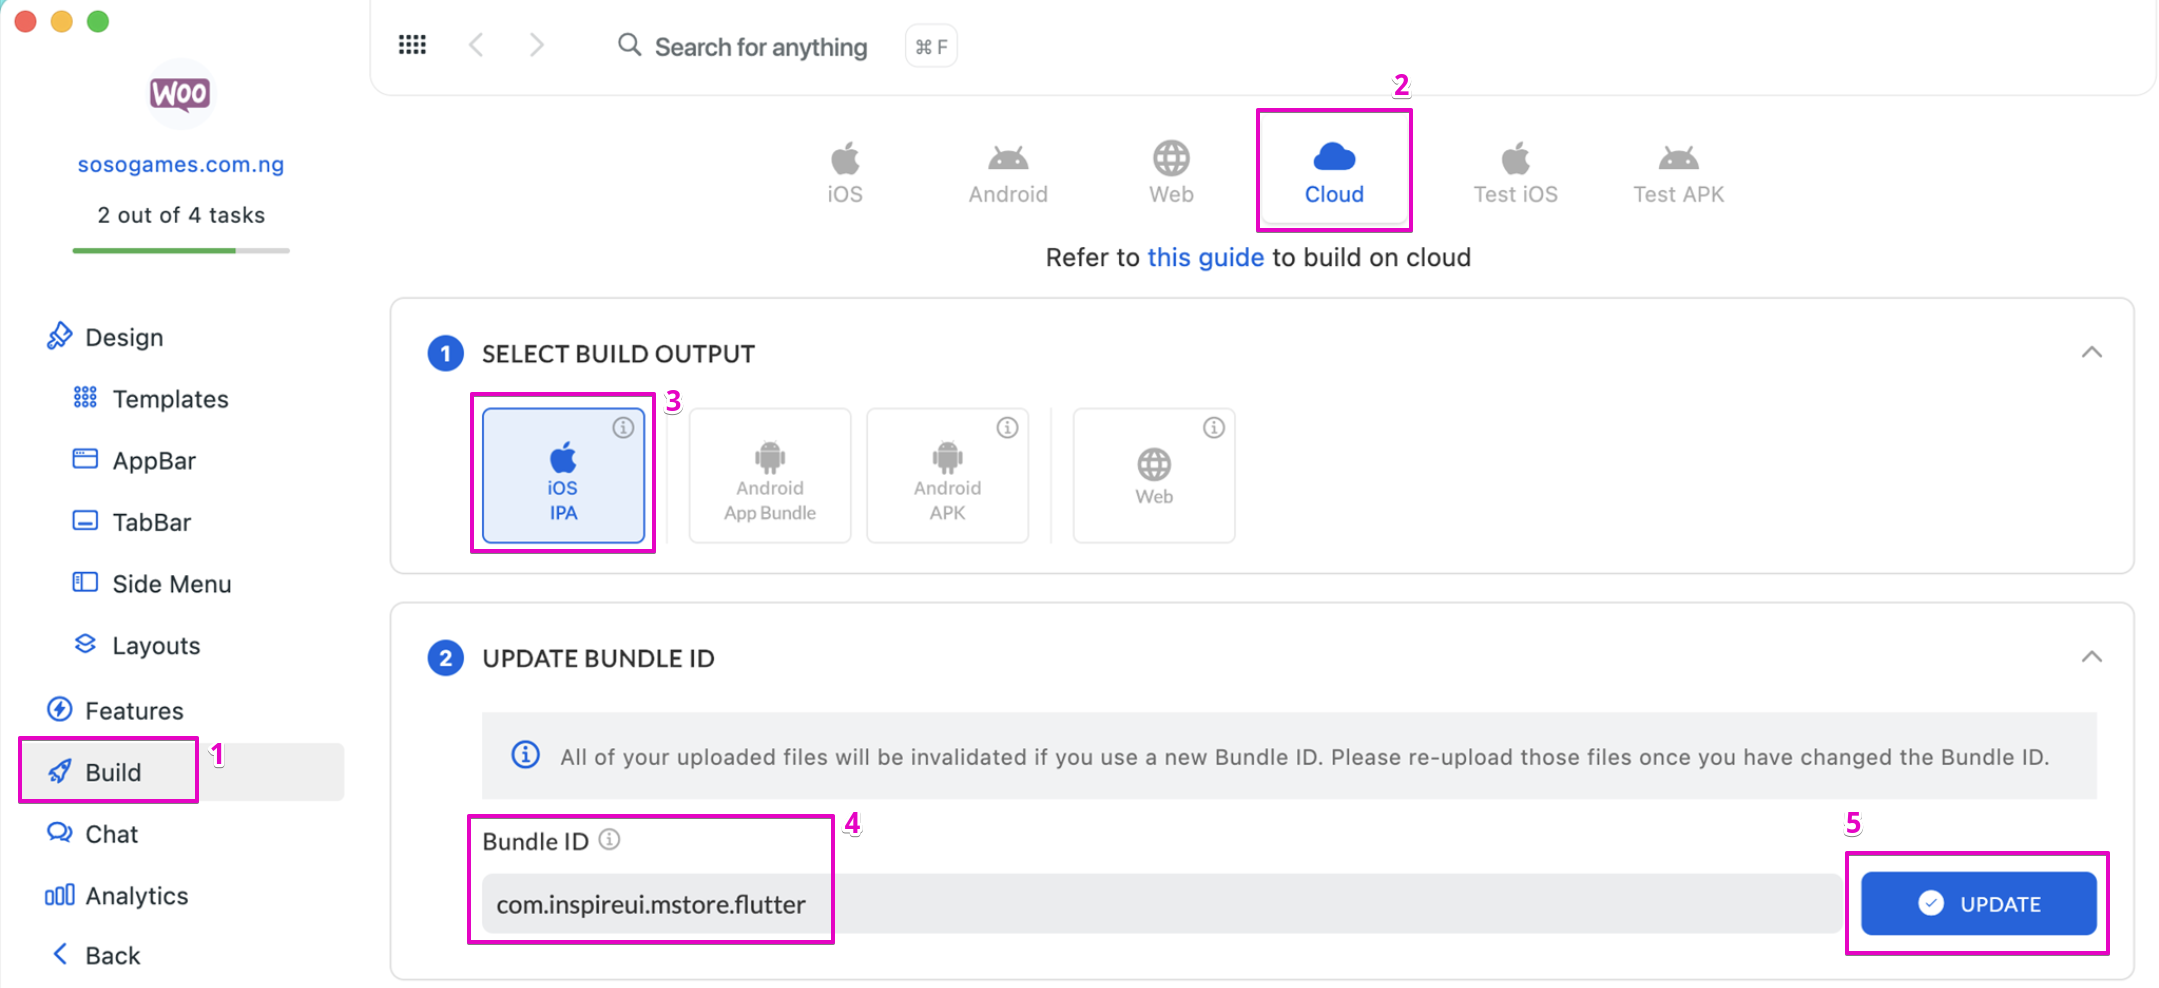 Search for anything
⌘ F
WOO
sosogames.com.ng
2 out of 4 tasks
2
iOS
Android
Web
Cloud
Test iOS
Test APK
Refer to this guide to build on cloud
Design
Templates
AppBar
TabBar
Side Menu
Layouts
Features
Build
1
Chat
Analytics
Back
1 SELECT BUILD OUTPUT
3
iOS
IPA
Android
App Bundle
Android
APK
Web
2 UPDATE BUNDLE ID
All of your uploaded files will be invalidated if you use a new Bundle ID. Please re-upload those files once you have changed the Bundle ID.
Bundle ID
4
com.inspireui.mstore.flutter
5
UPDATE